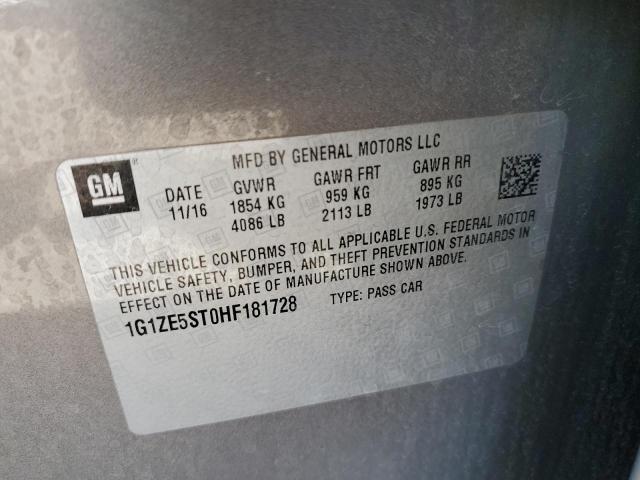 MFD BY GENERAL MOTORS LLC
GM
DATE GVWR GAWR FRT GAWR RR
11/16 1854 KG 959 KG 895 KG
4086 LB 2113 LB 1973 LB
THIS VEHICLE CONFORMS TO ALL APPLICABLE U.S. FEDERAL MOTOR
VEHICLE SAFETY, BUMPER, AND THEFT PREVENTION STANDARDS IN
EFFECT ON THE DATE OF MANUFACTURE SHOWN ABOVE.
1G1ZE5ST0HF181728 TYPE: PASS CAR